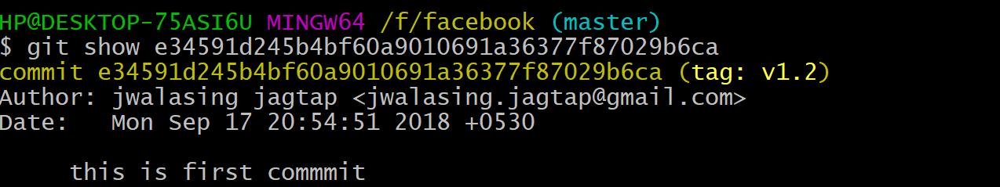 HP@DESKTOP-75ASI6U MINGW64 /f/facebook (master)
$ git show e34591d245b4bf60a9010691a36377f87029b6ca
commit e34591d245b4bf60a9010691a36377f87029b6ca (tag: v1.2)
Author: jwalasing jagtap <jwalasing.jagtap@gmail.com>
Date:   Mon Sep 17 20:54:51 2018 +0530
this is first commmit